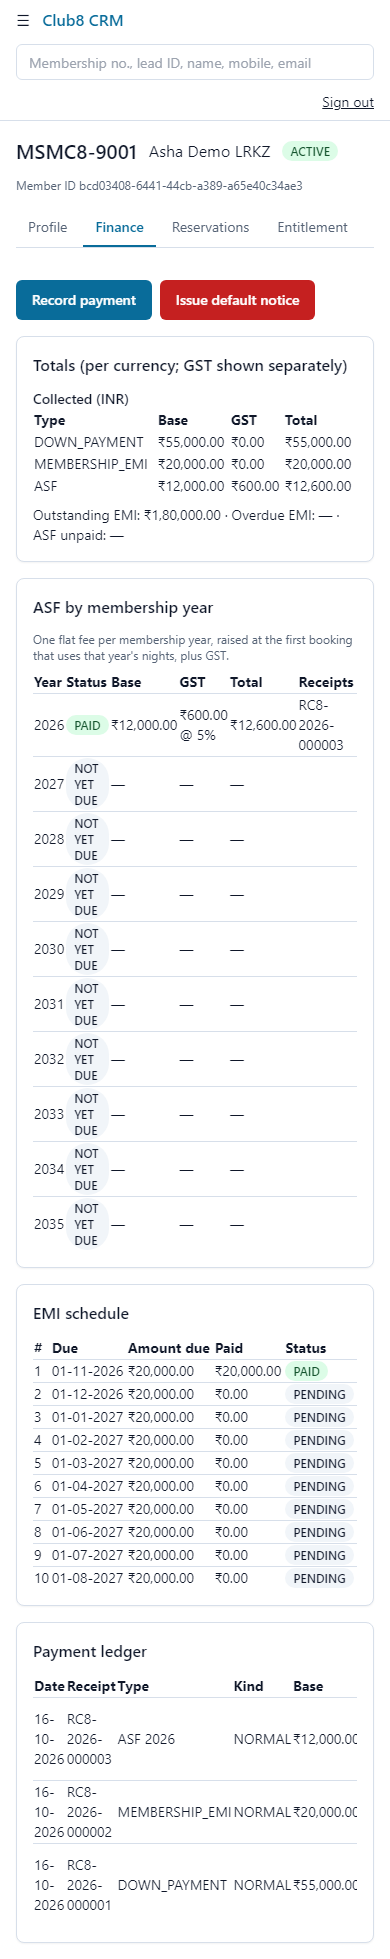 ☰ Club8 CRM
Membership no., lead ID, name, mobile, email
Sign out
MSMC8-9001 Asha Demo LRKZ ACTIVE
Member ID bcd03408-6441-44cb-a389-a65e40c34ae3
Profile Finance Reservations Entitlement
Record payment Issue default notice
Totals (per currency; GST shown separately)
Collected (INR)
Type Base GST Total
DOWN_PAYMENT ₹55,000.00 ₹0.00 ₹55,000.00
MEMBERSHIP_EMI ₹20,000.00 ₹0.00 ₹20,000.00
ASF ₹12,000.00 ₹600.00 ₹12,600.00
Outstanding EMI: ₹1,80,000.00 · Overdue EMI: — ·
ASF unpaid: —
ASF by membership year
One flat fee per membership year, raised at the first booking
that uses that year's nights, plus GST.
Year Status Base GST Total Receipts
2026 PAID ₹12,000.00 ₹600.00 @ 5% ₹12,600.00 RC8-2026-000003
2027 NOT YET DUE — — —
2028 NOT YET DUE — — —
2029 NOT YET DUE — — —
2030 NOT YET DUE — — —
2031 NOT YET DUE — — —
2032 NOT YET DUE — — —
2033 NOT YET DUE — — —
2034 NOT YET DUE — — —
2035 NOT YET DUE — — —
EMI schedule
# Due Amount due Paid Status
1 01-11-2026 ₹20,000.00 ₹20,000.00 PAID
2 01-12-2026 ₹20,000.00 ₹0.00 PENDING
3 01-01-2027 ₹20,000.00 ₹0.00 PENDING
4 01-02-2027 ₹20,000.00 ₹0.00 PENDING
5 01-03-2027 ₹20,000.00 ₹0.00 PENDING
6 01-04-2027 ₹20,000.00 ₹0.00 PENDING
7 01-05-2027 ₹20,000.00 ₹0.00 PENDING
8 01-06-2027 ₹20,000.00 ₹0.00 PENDING
9 01-07-2027 ₹20,000.00 ₹0.00 PENDING
10 01-08-2027 ₹20,000.00 ₹0.00 PENDING
Payment ledger
Date Receipt Type Kind Base
16-10-2026 RC8-2026-000003 ASF 2026 NORMAL ₹12,000.00
16-10-2026 RC8-2026-000002 MEMBERSHIP_EMI NORMAL ₹20,000.00
16-10-2026 RC8-2026-000001 DOWN_PAYMENT NORMAL ₹55,000.00